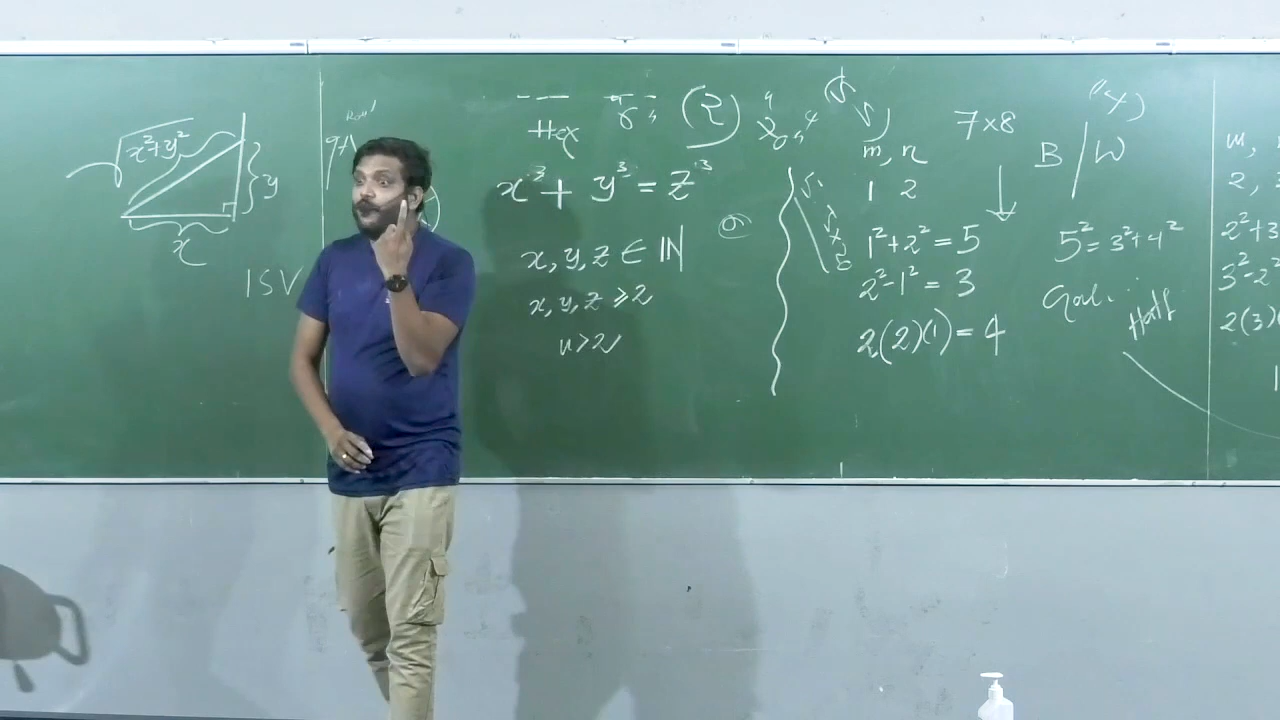 √x²+y²
y
x
ISV
Hex
r
(R)
x³ + y³ = z³
x, y, z ∈ ℕ
x, y, z ⩾ 2
n > 2
m, n
1 2
1² + 2² = 5
2² - 1² = 3
2(2)(1) = 4
7×8
B / W
5² = 3² + 4²
Half
m,
2,
2² + 3
3² - 2²
2(3)(